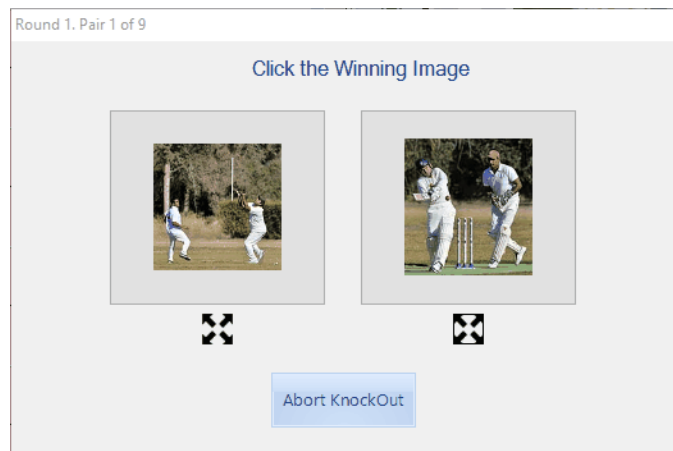 Round 1. Pair 1 of 9
Click the Winning Image
Abort KnockOut